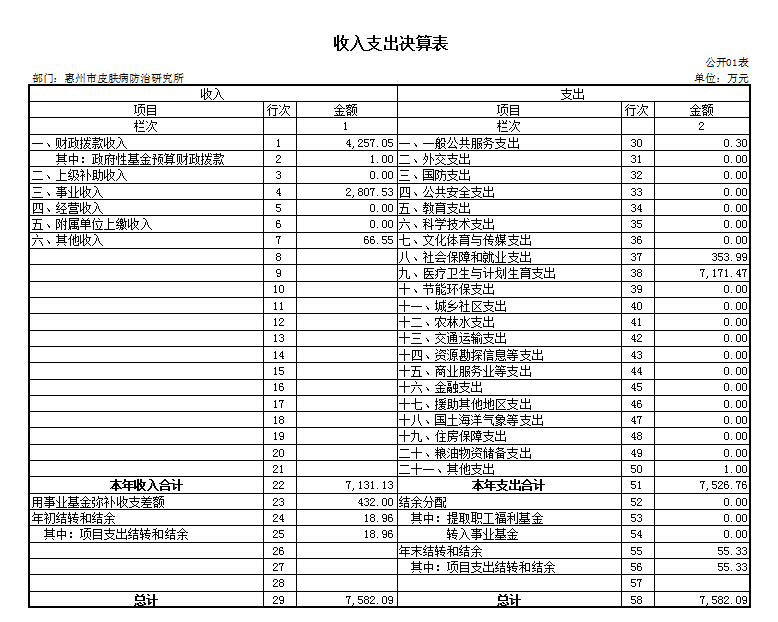 收入支出决算表
公开01表
部门：惠州市皮肤病防治研究所 单位：万元
收入 支出
项目 行次 金额 项目 行次 金额
栏次 1 栏次 2
一、财政拨款收入 1 4,257.05 一、一般公共服务支出 30 0.30
其中：政府性基金预算财政拨款 2 1.00 二、外交支出 31 0.00
二、上级补助收入 3 0.00 三、国防支出 32 0.00
三、事业收入 4 2,807.53 四、公共安全支出 33 0.00
四、经营收入 5 0.00 五、教育支出 34 0.00
五、附属单位上缴收入 6 0.00 六、科学技术支出 35 0.00
六、其他收入 7 66.55 七、文化体育与传媒支出 36 0.00
8 八、社会保障和就业支出 37 353.99
9 九、医疗卫生与计划生育支出 38 7,171.47
10 十、节能环保支出 39 0.00
11 十一、城乡社区支出 40 0.00
12 十二、农林水支出 41 0.00
13 十三、交通运输支出 42 0.00
14 十四、资源勘探信息等支出 43 0.00
15 十五、商业服务业等支出 44 0.00
16 十六、金融支出 45 0.00
17 十七、援助其他地区支出 46 0.00
18 十八、国土海洋气象等支出 47 0.00
19 十九、住房保障支出 48 0.00
20 二十、粮油物资储备支出 49 0.00
21 二十一、其他支出 50 1.00
本年收入合计 22 7,131.13 本年支出合计 51 7,526.76
用事业基金弥补收支差额 23 432.00 结余分配 52 0.00
年初结转和结余 24 18.96 其中：提取职工福利基金 53 0.00
其中：项目支出结转和结余 25 18.96 转入事业基金 54 0.00
26 年末结转和结余 55 55.33
27 其中：项目支出结转和结余 56 55.33
28 57
总计 29 7,582.09 总计 58 7,582.09